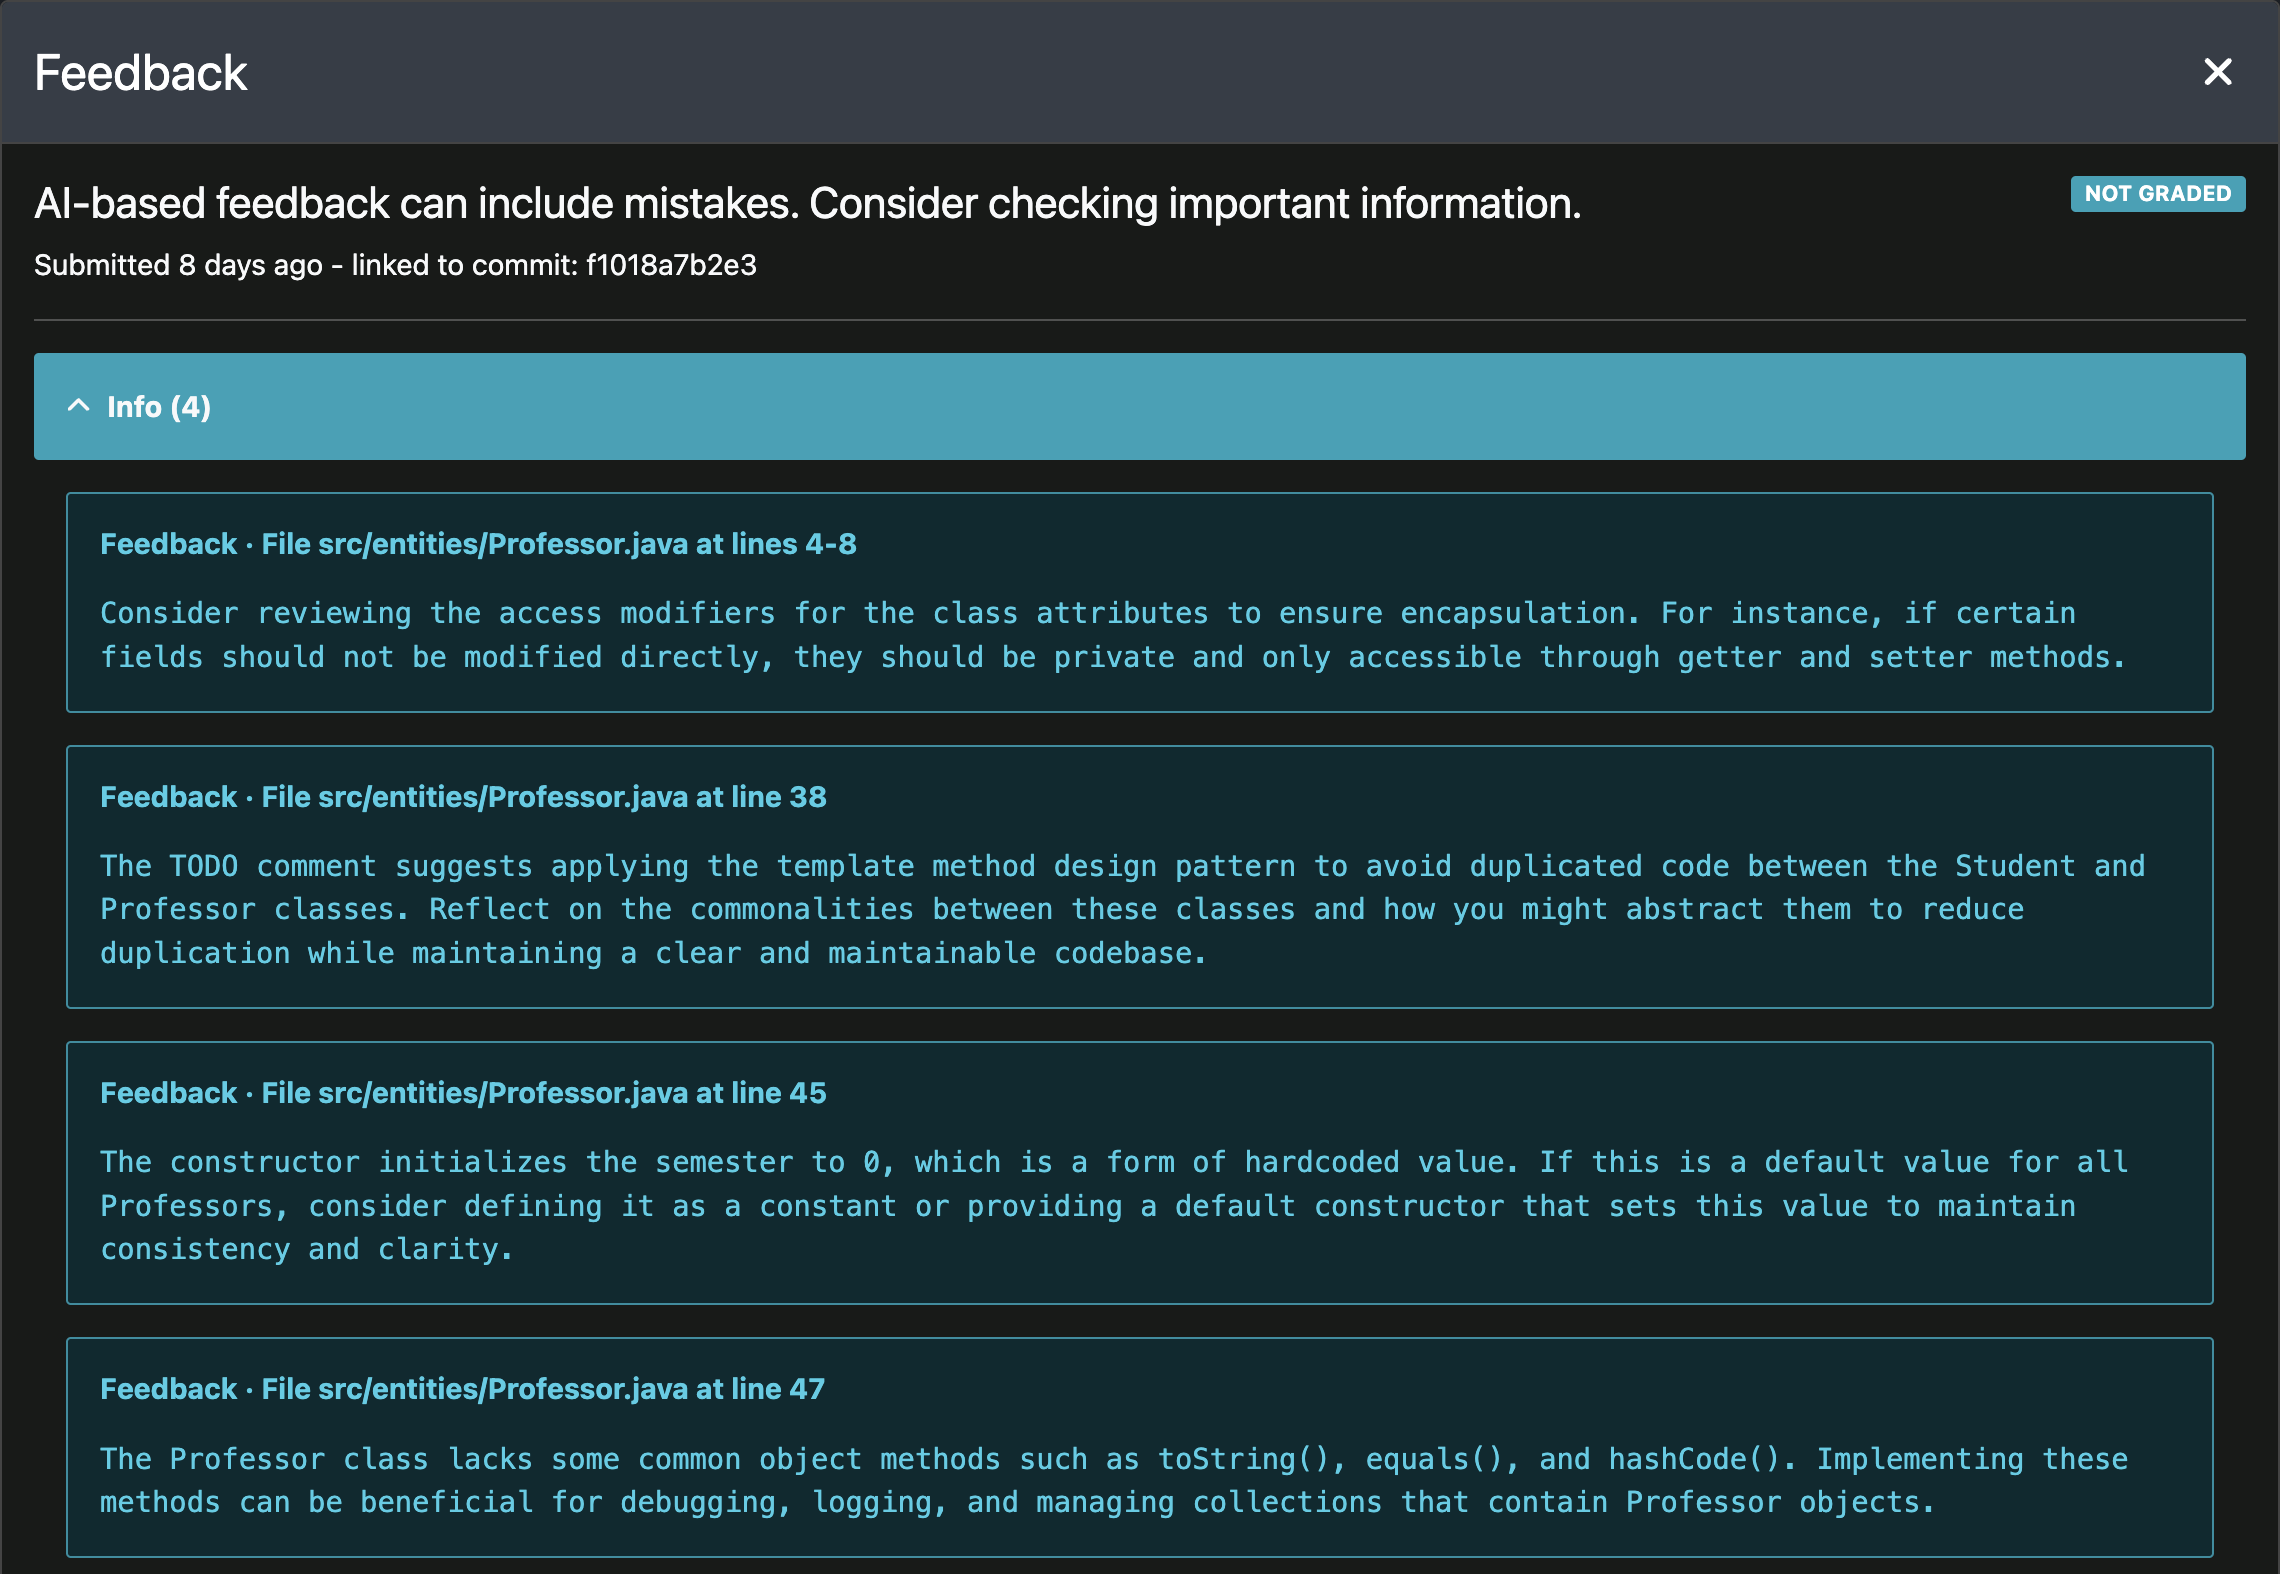 Feedback
AI-based feedback can include mistakes. Consider checking important information.
NOT GRADED
Submitted 8 days ago - linked to commit: f1018a7b2e3
Info (4)
Feedback · File src/entities/Professor.java at lines 4-8
Consider reviewing the access modifiers for the class attributes to ensure encapsulation. For instance, if certain
fields should not be modified directly, they should be private and only accessible through getter and setter methods.
Feedback · File src/entities/Professor.java at line 38
The TODO comment suggests applying the template method design pattern to avoid duplicated code between the Student and
Professor classes. Reflect on the commonalities between these classes and how you might abstract them to reduce
duplication while maintaining a clear and maintainable codebase.
Feedback · File src/entities/Professor.java at line 45
The constructor initializes the semester to 0, which is a form of hardcoded value. If this is a default value for all
Professors, consider defining it as a constant or providing a default constructor that sets this value to maintain
consistency and clarity.
Feedback · File src/entities/Professor.java at line 47
The Professor class lacks some common object methods such as toString(), equals(), and hashCode(). Implementing these
methods can be beneficial for debugging, logging, and managing collections that contain Professor objects.